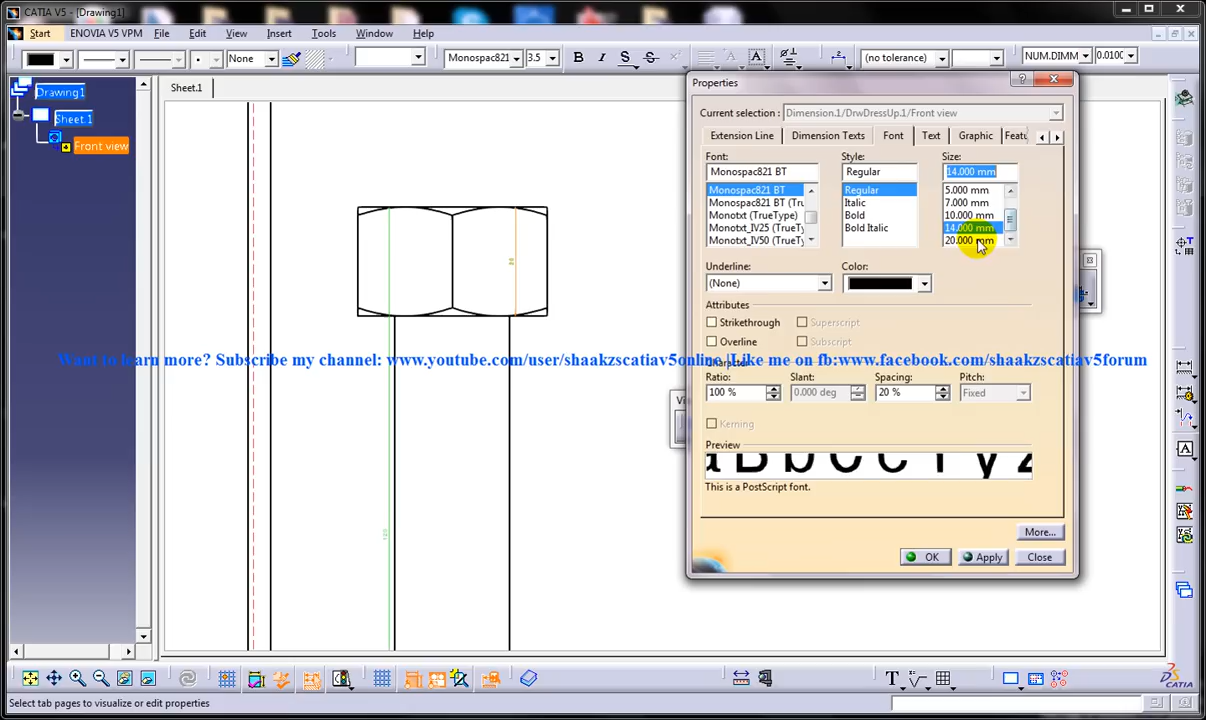 CATIA V5 - [Drawing1]
Start ENOVIA V5 VPM File Edit View Insert Tools Window Help
None Monospac821 3.5 B I S (no tolerance) NUM.DIMM 0.0100
Drawing1
Sheet.1
Front view
Sheet.1
Properties
Current selection : Dimension.1/DrwDressUp.1/Front view
Extension Line Dimension Texts Font Text Graphic Featu
Font: Style: Size:
Monospac821 BT Regular 14.000 mm
Monospac821 BT Regular 5.000 mm
Monospac821 BT (Tru Italic 7.000 mm
Monotxt (TrueType) Bold 10.000 mm
Monotxt_IV25 (TrueTy Bold Italic 14.000 mm
Monotxt_IV50 (TrueTy 20.000 mm
Underline: Color:
(None)
Attributes
Strikethrough Superscript
Overline Subscript
Want to learn more? Subscribe my channel: www.youtube.com/user/shaakzscatiav5online |Like me on fb:www.facebook.com/shaakzscatiav5forum
Character
Ratio: Slant: Spacing: Pitch:
100 % 0.000 deg 20 % Fixed
Kerning
Preview
This is a PostScript font.
More...
OK Apply Close
Select tab pages to visualize or edit properties